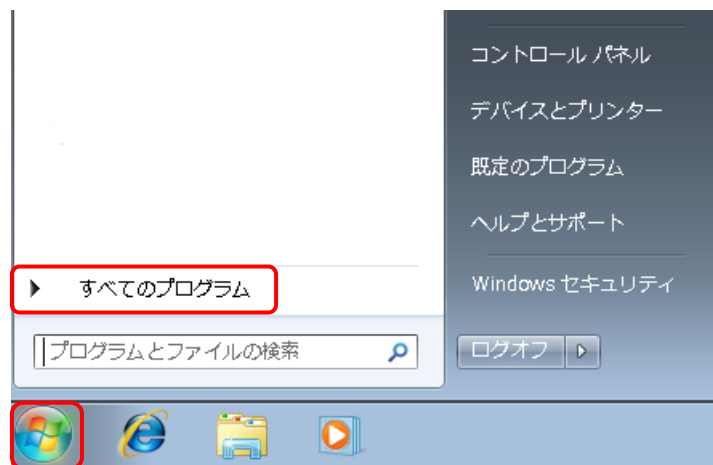 コントロール パネル
デバイスとプリンター
既定のプログラム
ヘルプとサポート
すべてのプログラム
Windows セキュリティ
プログラムとファイルの検索
ログオフ